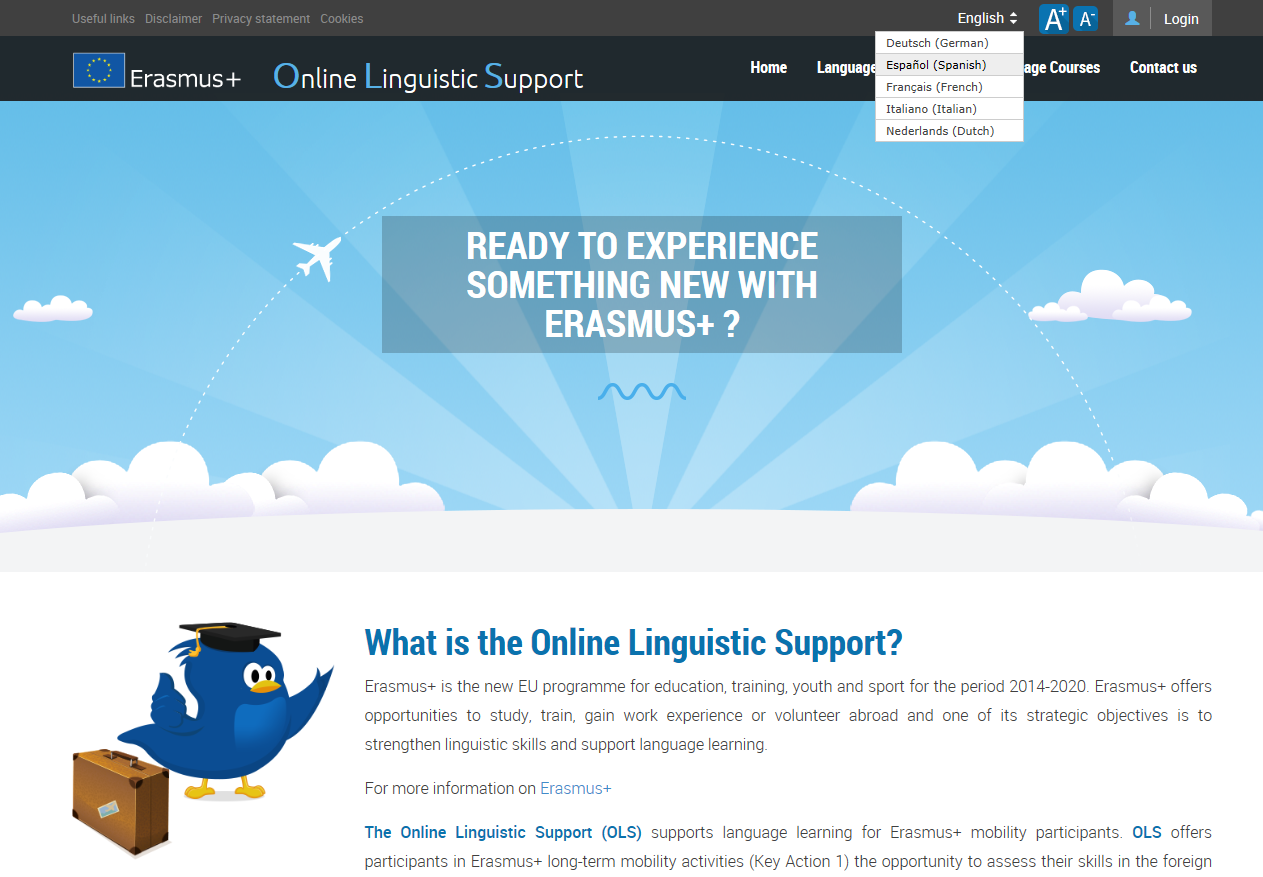 Useful links Disclaimer Privacy statement Cookies English A+ A- Login
Deutsch (German)
Español (Spanish)
Français (French)
Italiano (Italian)
Nederlands (Dutch)
Erasmus+ Online Linguistic Support Home Language age Courses Contact us
READY TO EXPERIENCE
SOMETHING NEW WITH
ERASMUS+ ?
What is the Online Linguistic Support?
Erasmus+ is the new EU programme for education, training, youth and sport for the period 2014-2020. Erasmus+ offers
opportunities to study, train, gain work experience or volunteer abroad and one of its strategic objectives is to
strengthen linguistic skills and support language learning.
For more information on Erasmus+
The Online Linguistic Support (OLS) supports language learning for Erasmus+ mobility participants. OLS offers
participants in Erasmus+ long-term mobility activities (Key Action 1) the opportunity to assess their skills in the foreign